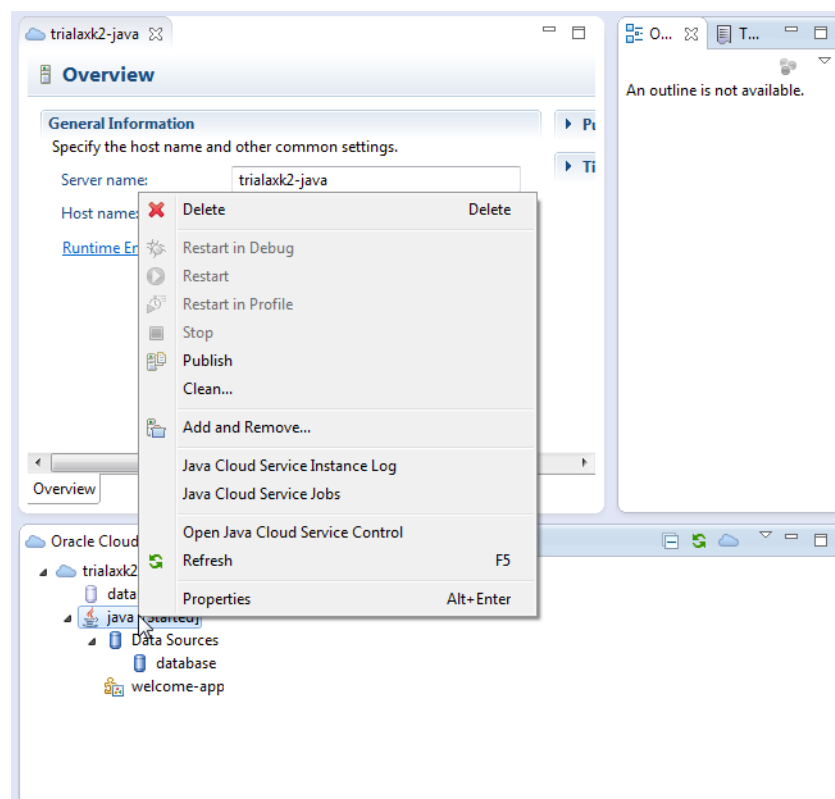 trialaxk2-java
O... T...
Overview
An outline is not available.
General Information
Specify the host name and other common settings.
Server name: trialaxk2-java
Host name:
Runtime
Delete Delete
Restart in Debug
Restart
Restart in Profile
Stop
Publish
Clean...
Add and Remove...
Java Cloud Service Instance Log
Java Cloud Service Jobs
Open Java Cloud Service Control
Refresh F5
Properties Alt+Enter
Overview
Oracle Cloud
trialaxk2
data
java [Started]
Data Sources
database
welcome-app